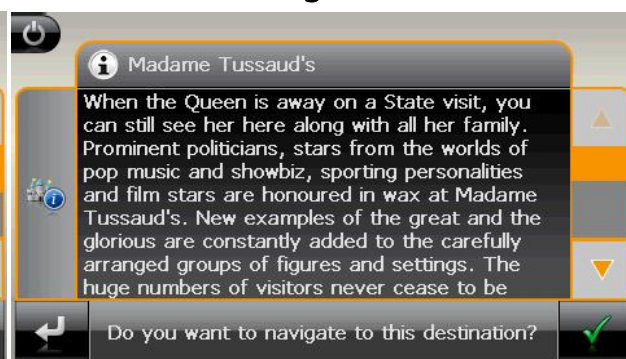 Madame Tussaud's
When the Queen is away on a State visit, you
can still see her here along with all her family.
Prominent politicians, stars from the worlds of
pop music and showbiz, sporting personalities
and film stars are honoured in wax at Madame
Tussaud's. New examples of the great and the
glorious are constantly added to the carefully
arranged groups of figures and settings. The
huge numbers of visitors never cease to be
Do you want to navigate to this destination?